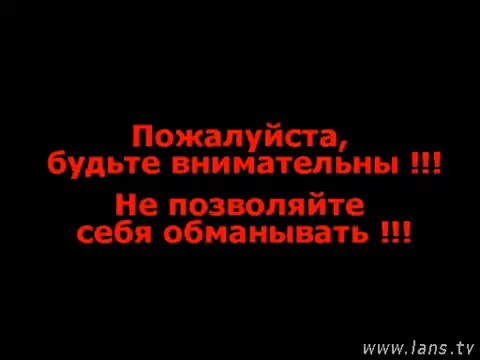 Пожалуйста,
будьте внимательны !!!
Не позволяйте
себя обманывать !!!
www.lans.tv